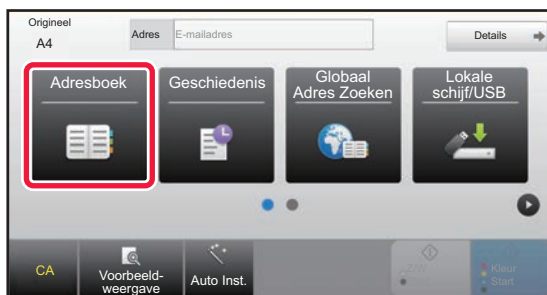 Origineel
A4
Adres
E-mailadres
Details
Adresboek
Geschiedenis
Globaal
Adres Zoeken
Lokale
schijf/USB
CA
Voorbeeld-
weergave
Auto Inst.
Z/W
Kleur
Start